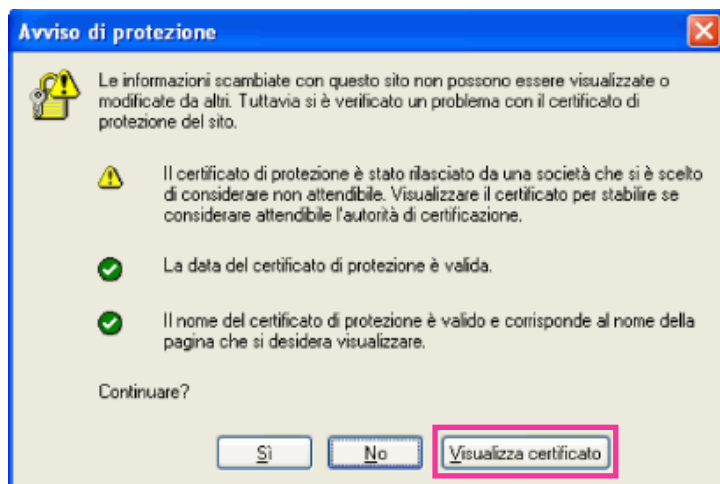 Avviso di protezione
Le informazioni scambiate con questo sito non possono essere visualizzate o
modificate da altri. Tuttavia si è verificato un problema con il certificato di
protezione del sito.
Il certificato di protezione è stato rilasciato da una società che si è scelto
di considerare non attendibile. Visualizzare il certificato per stabilire se
considerare attendibile l'autorità di certificazione.
La data del certificato di protezione è valida.
Il nome del certificato di protezione è valido e corrisponde al nome della
pagina che si desidera visualizzare.
Continuare?
Sì No Visualizza certificato